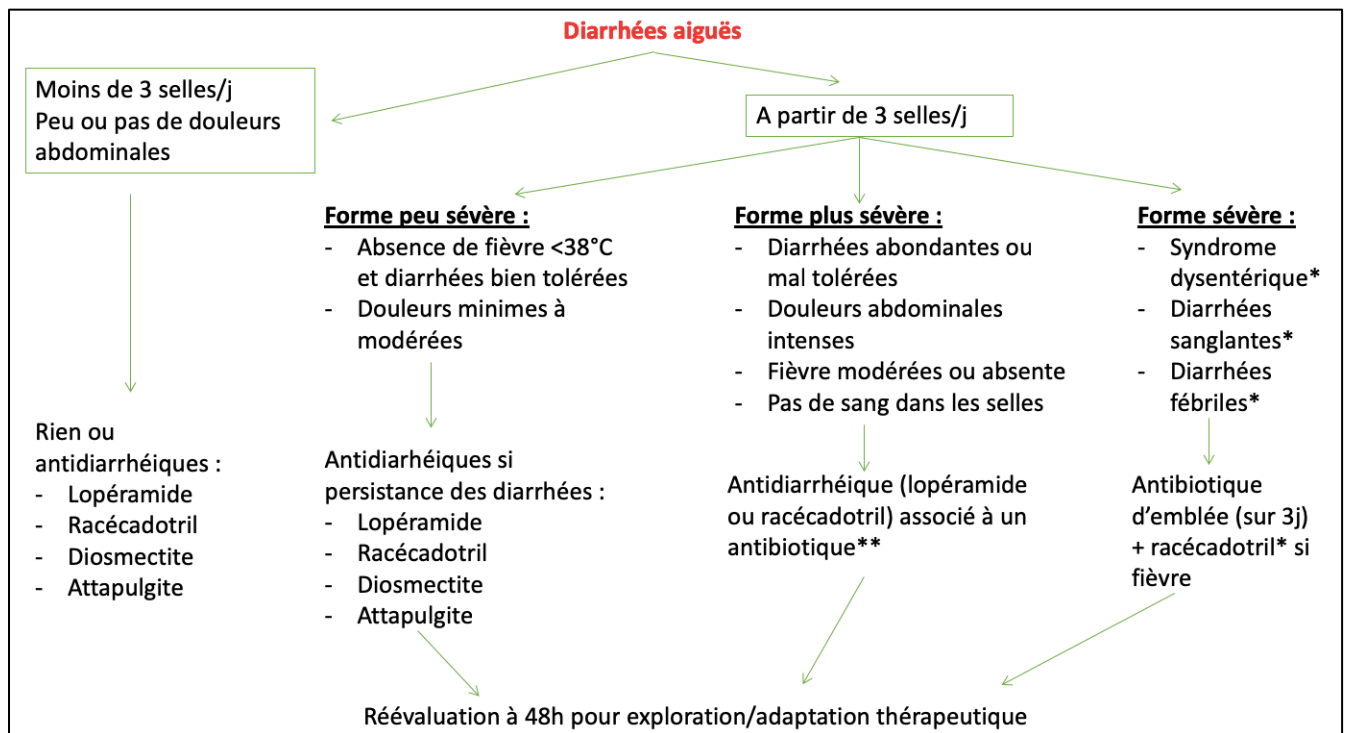 Diarrhées aiguës
Moins de 3 selles/j
Peu ou pas de douleurs
abdominales
A partir de 3 selles/j
Forme peu sévère :
- Absence de fièvre <38°C
et diarrhées bien tolérées
- Douleurs minimes à
modérées
Forme plus sévère :
- Diarrhées abondantes ou
mal tolérées
- Douleurs abdominales
intenses
- Fièvre modérées ou absente
- Pas de sang dans les selles
Forme sévère :
- Syndrome
dysentérique*
- Diarrhées
sanglantes*
- Diarrhées
fébriles*
Rien ou
antidiarrhéiques :
- Lopéramide
- Racécadotril
- Diosmectite
- Attapulgite
Antidiarhéiques si
persistance des diarrhées :
- Lopéramide
- Racécadotril
- Diosmectite
- Attapulgite
Antidiarrhéique (lopéramide
ou racécadotril) associé à un
antibiotique**
Antibiotique
d'emblée (sur 3j)
+ racécadotril* si
fièvre
Réévaluation à 48h pour exploration/adaptation thérapeutique